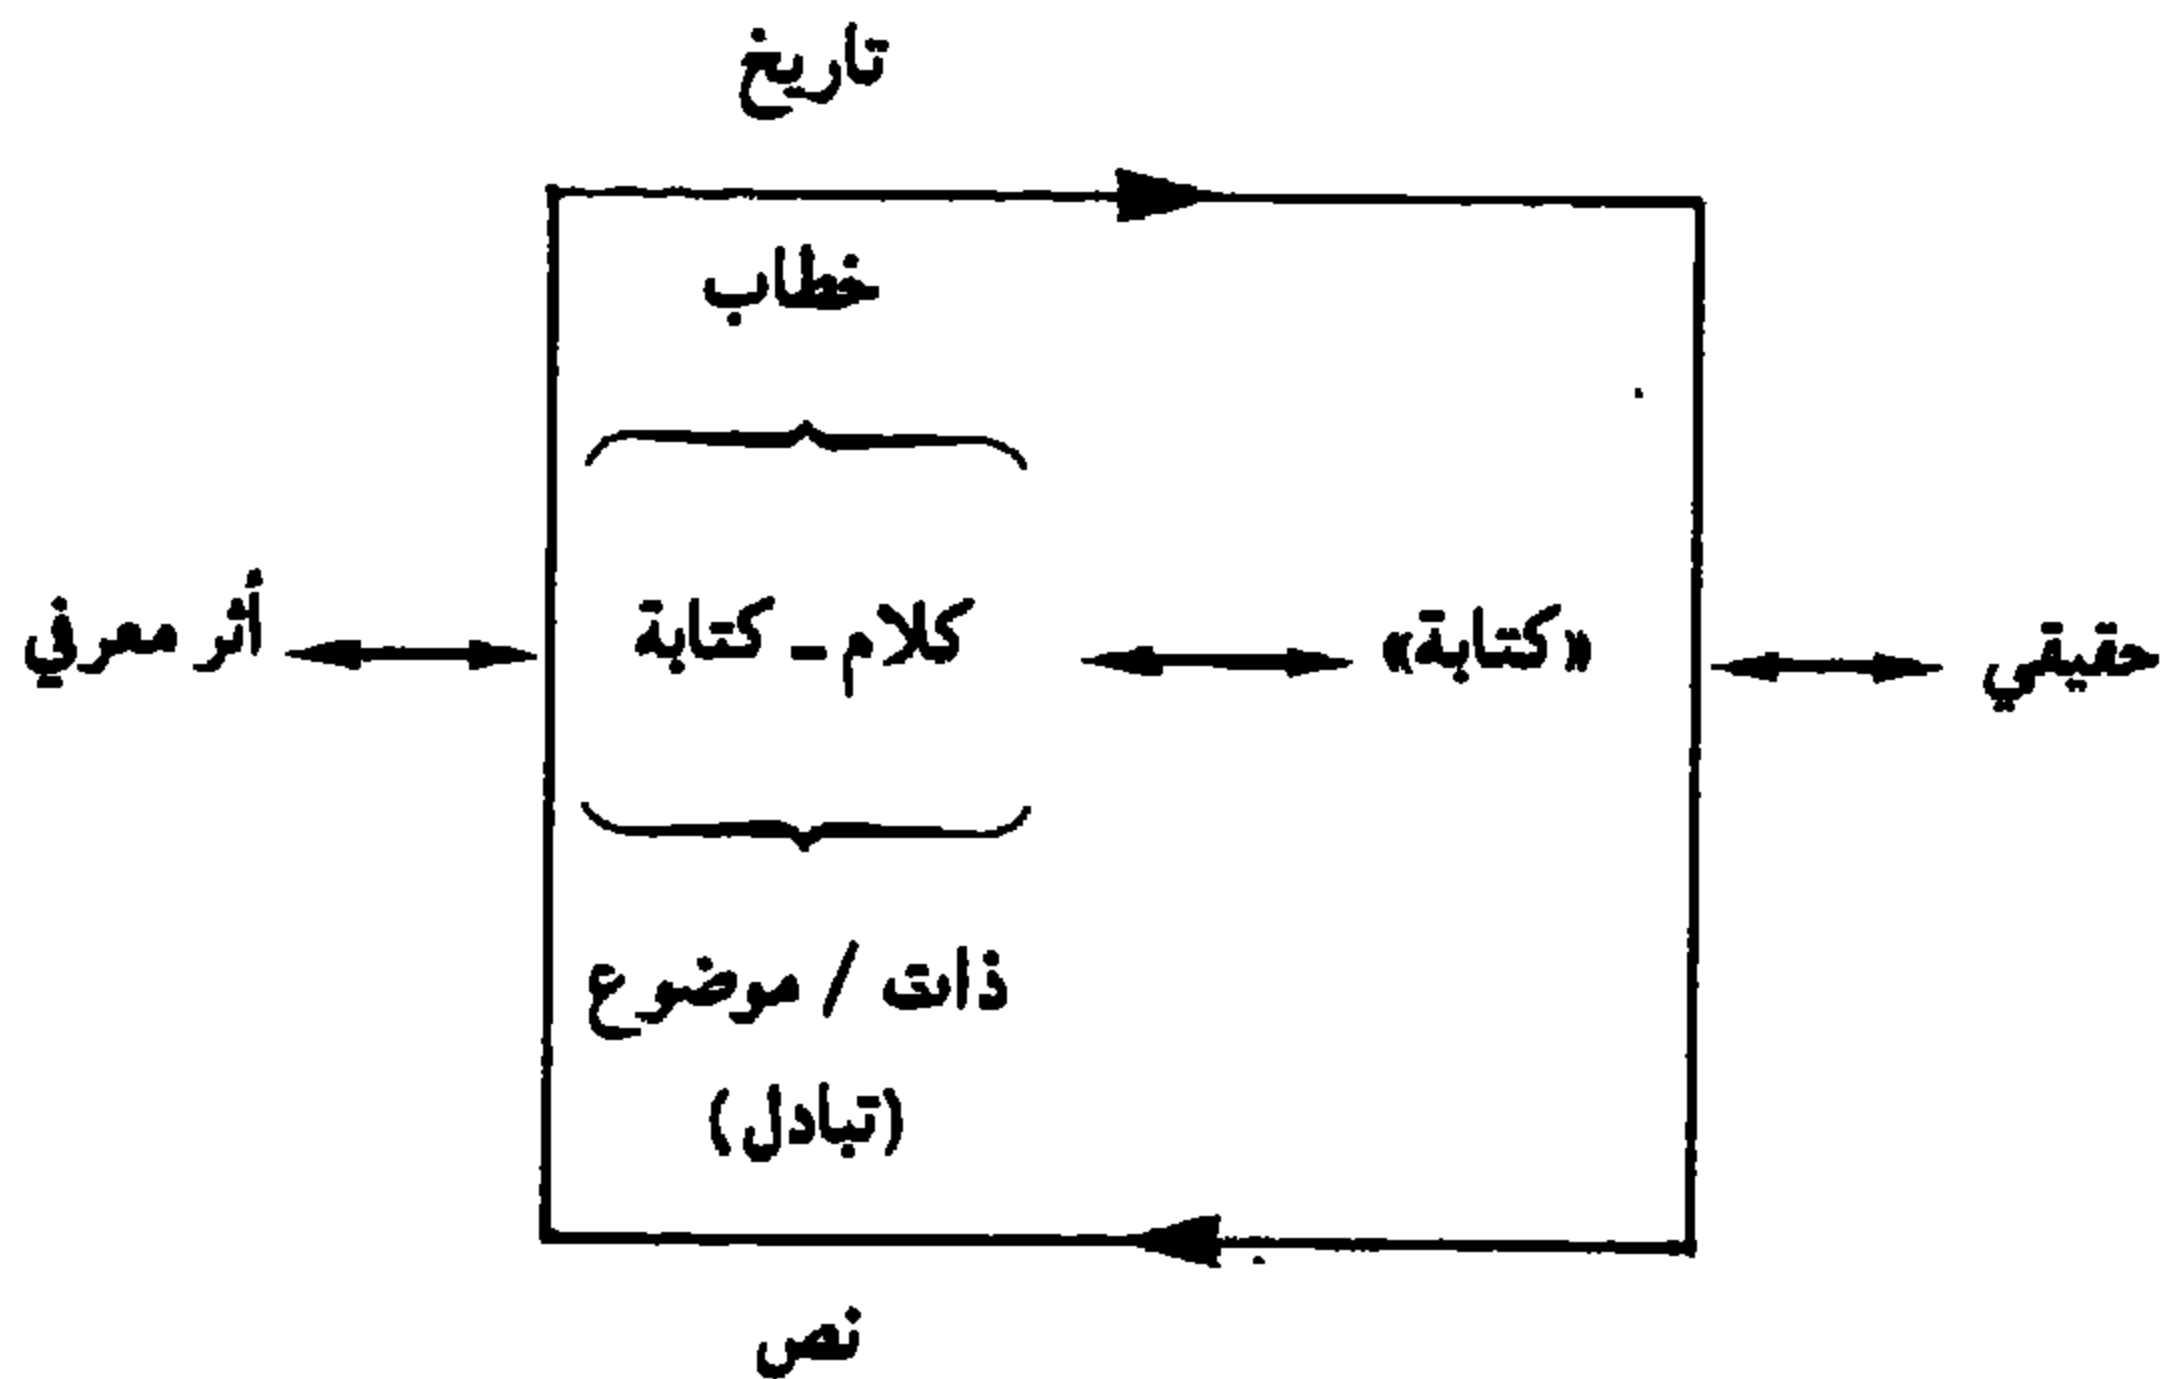 تاريخ
خطاب
حقيقي «كتابة» كلام - كتابة أثر معرفي
ذات / موضوع
(تبادل)
نص